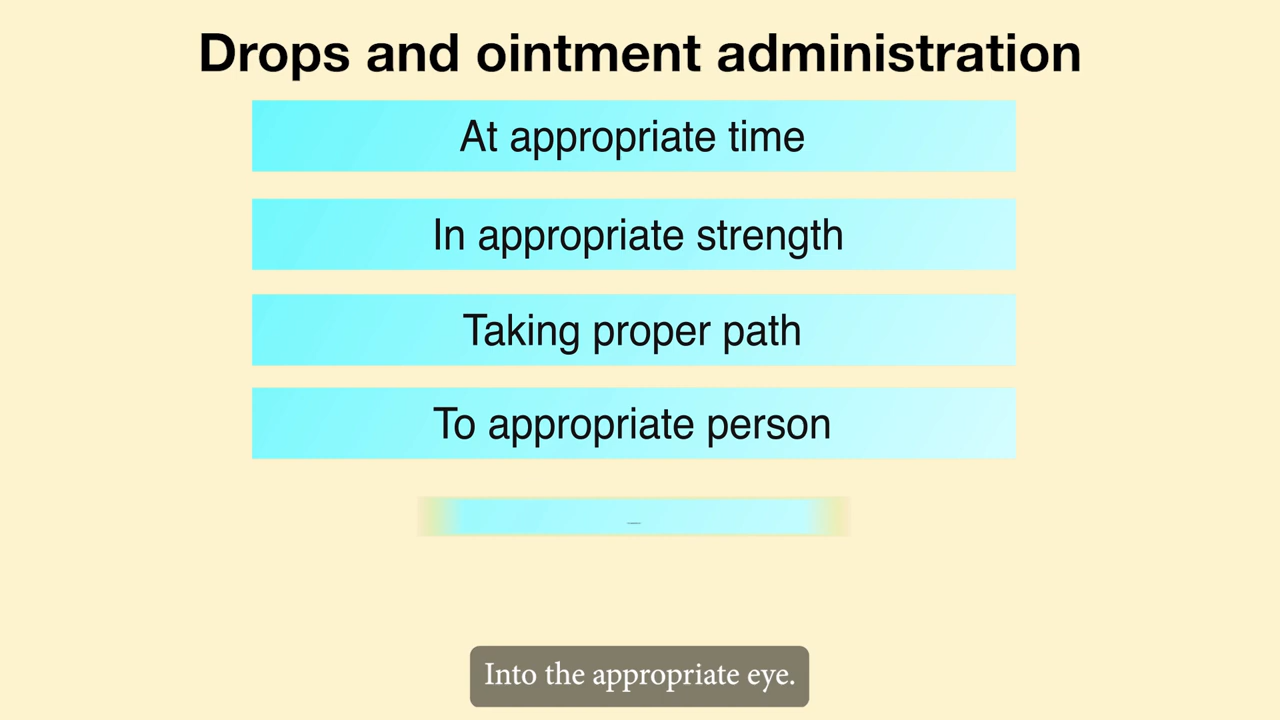 Drops and ointment administration
At appropriate time
In appropriate strength
Taking proper path
To appropriate person
Into the appropriate eye.